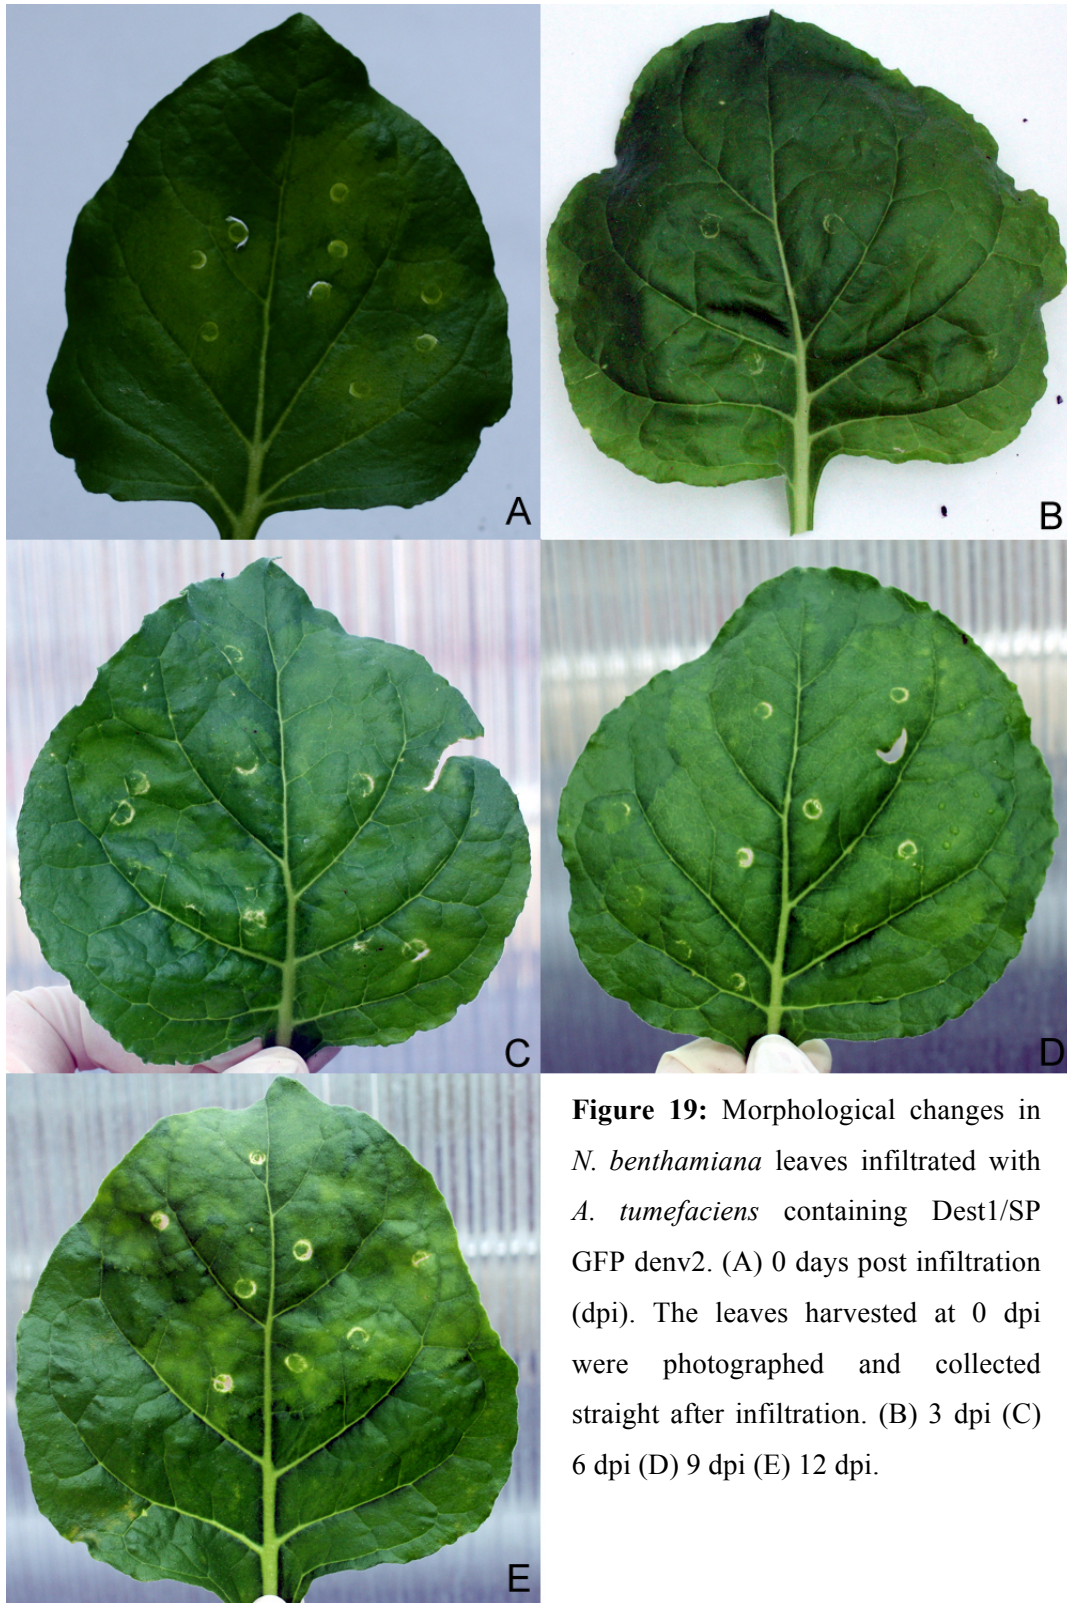 A
B
C
D
E
Figure 19: Morphological changes in
N. benthamiana leaves infiltrated with
A. tumefaciens containing Dest1/SP
GFP denv2. (A) 0 days post infiltration
(dpi). The leaves harvested at 0 dpi
were photographed and collected
straight after infiltration. (B) 3 dpi (C)
6 dpi (D) 9 dpi (E) 12 dpi.